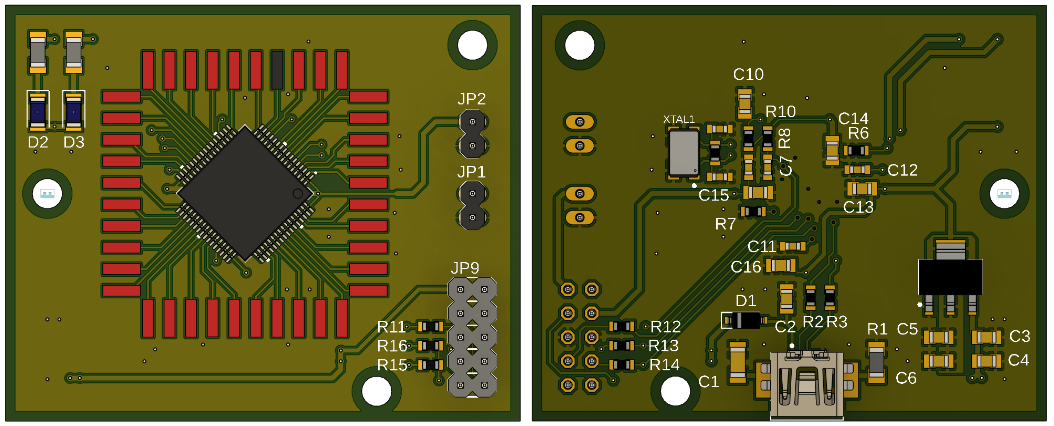 D2 D3
JP2
JP1
JP9
R11
R16
R15
C10
XTAL1
R10
R8
C7
C14
R6
C12
C15
C13
R7
C11
C16
D1
C2
R2
R3
R12
R13
R14
R1
C5
C3
C4
C1
C6